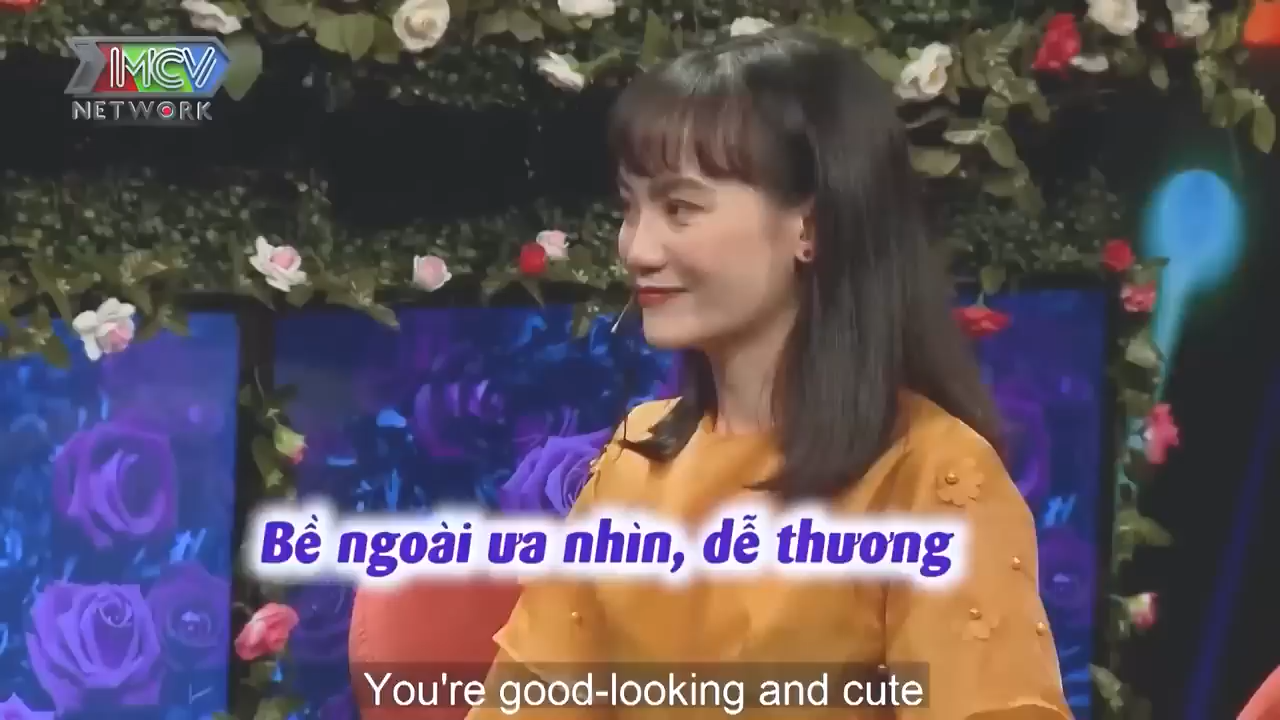 MCV
NETWORK
Bề ngoài ưa nhìn, dễ thương
You're good-looking and cute